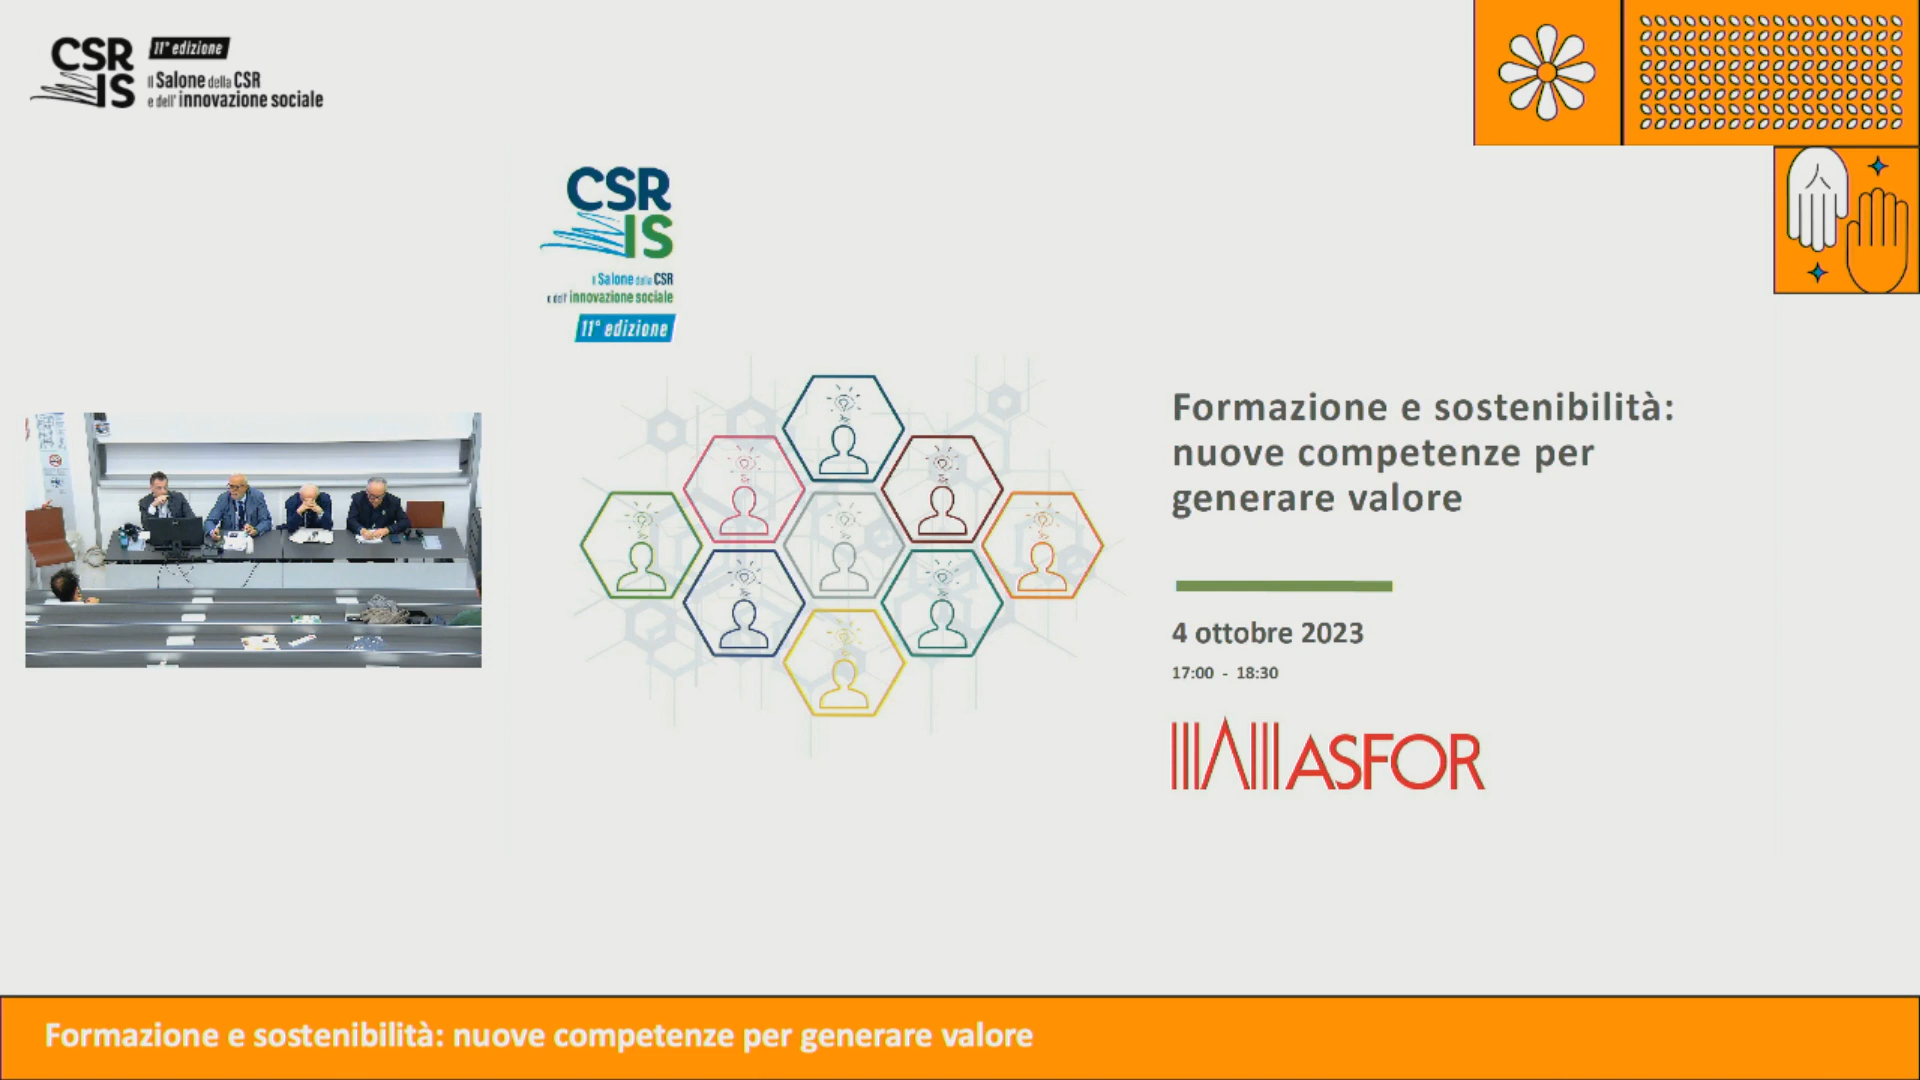 CSR
IS
11° edizione
Il Salone della CSR
e dell' innovazione sociale
CSR
IS
Il Salone della CSR
e dell' innovazione sociale
11° edizione
Formazione e sostenibilità:
nuove competenze per
generare valore
4 ottobre 2023
17:00 - 18:30
ASFOR
Formazione e sostenibilità: nuove competenze per generare valore